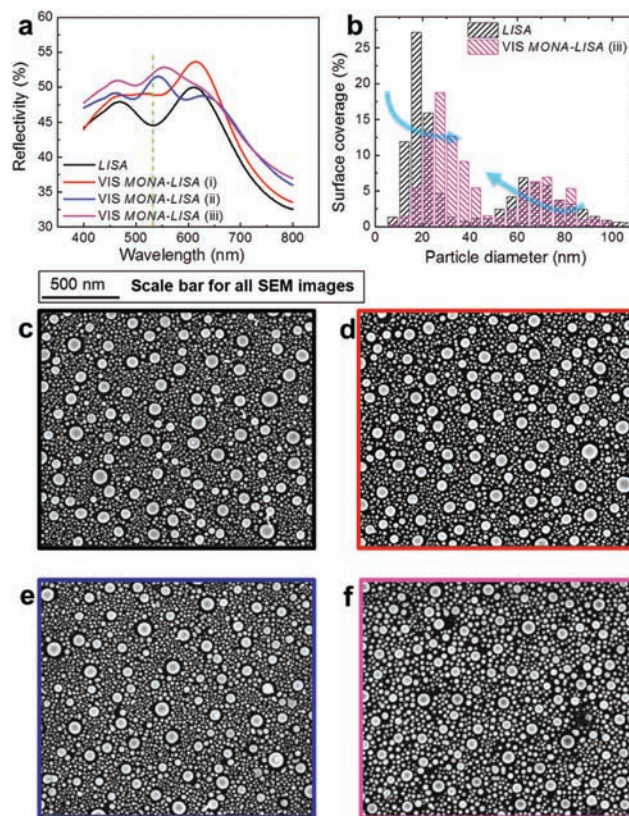 a
Reflectivity (%)
60
55
50
45
40
35
30
LISA
VIS MONA-LISA (i)
VIS MONA-LISA (ii)
VIS MONA-LISA (iii)
400 500 600 700 800
Wavelength (nm)
b
Surface coverage (%)
25
20
15
10
5
0
LISA
VIS MONA-LISA (iii)
0 20 40 60 80 100
Particle diameter (nm)
500 nm Scale bar for all SEM images
c
d
e
f